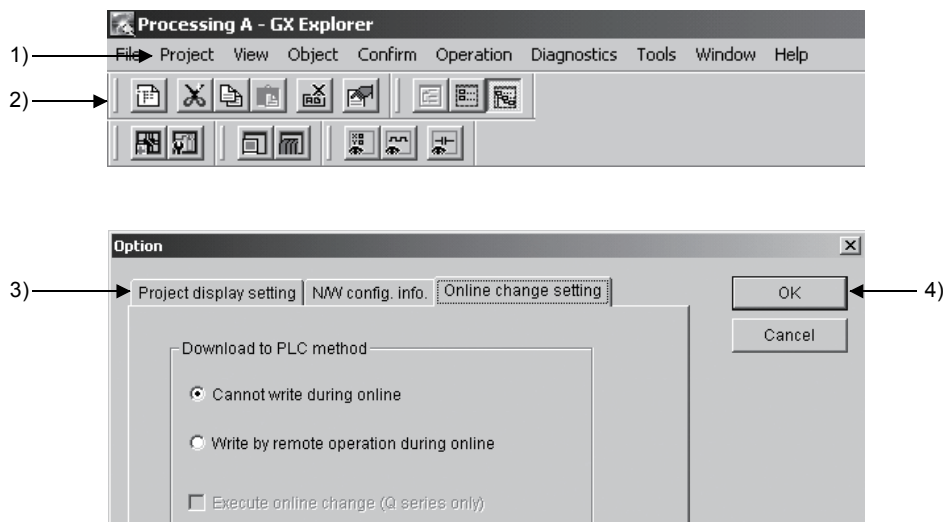 Processing A - GX Explorer
1)
File Project View Object Confirm Operation Diagnostics Tools Window Help
2)
Option
3)
Project display setting N/W config. info. Online change setting
OK
4)
Cancel
Download to PLC method
Cannot write during online
Write by remote operation during online
Execute online change (Q series only)